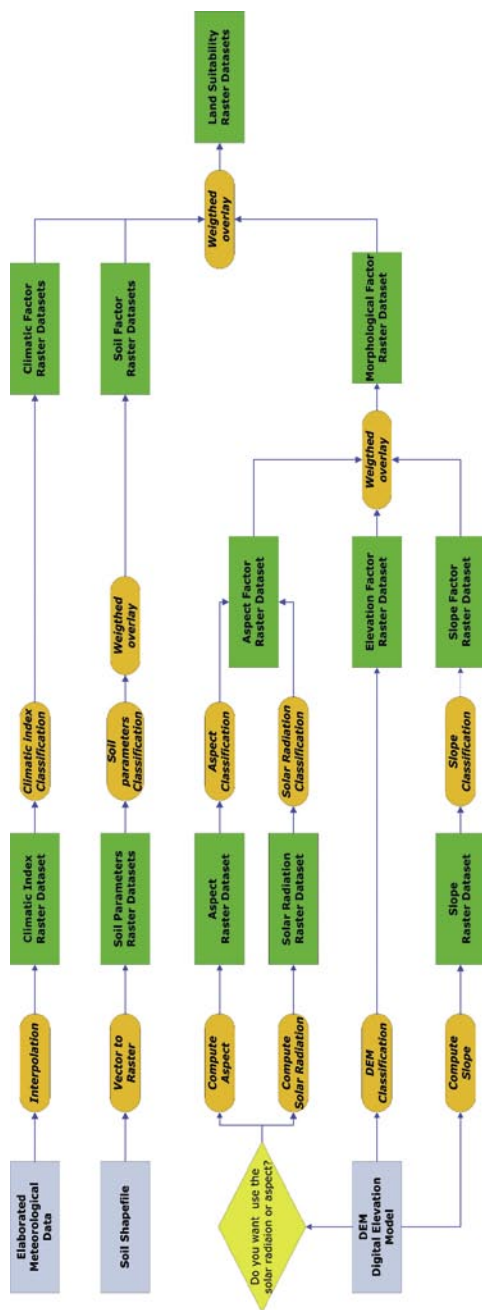 Elaborated
Meteorological
Data
Interpolation
Climatic Index
Raster Dataset
Climatic index
Classification
Climatic Factor
Raster Datasets
Soil Shapefile
Vector to
Raster
Soil Parameters
Raster Datasets
Soil
parameters
Classification
Weigthed
overlay
Soil Factor
Raster Datasets
Weigthed
overlay
Land Suitability
Raster Datasets
Do you want  use the
solar radiaion or aspect?
Compute
Aspect
Aspect
Raster Dataset
Aspect
Classification
Aspect Factor
Raster Dataset
Compute
Solar Radiation
Solar Radiation
Raster Dataset
Solar Radiation
Classification
DEM
Digital Elevation
Model
DEM
Classification
Elevation Factor
Raster Dataset
Weigthed
overlay
Morphological Factor
Raster Dataset
Compute
Slope
Slope
Raster Dataset
Slope
Classification
Slope Factor
Raster Dataset